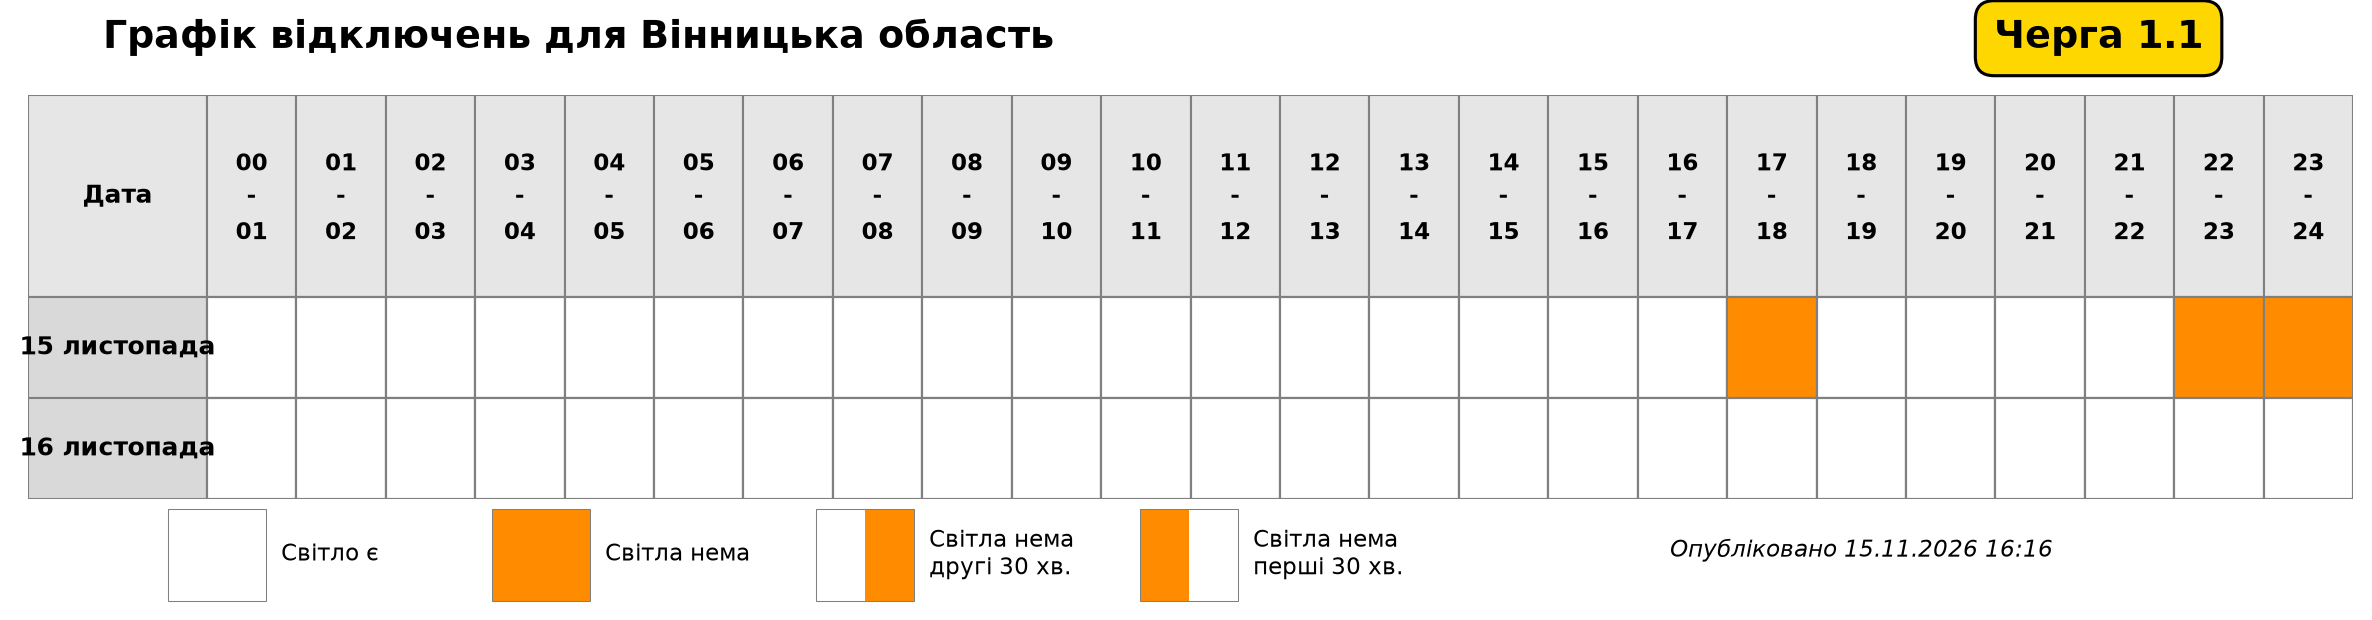 Графік відключень для Вінницька область
Черга 1.1
Дата
00 - 01
01 - 02
02 - 03
03 - 04
04 - 05
05 - 06
06 - 07
07 - 08
08 - 09
09 - 10
10 - 11
11 - 12
12 - 13
13 - 14
14 - 15
15 - 16
16 - 17
17 - 18
18 - 19
19 - 20
20 - 21
21 - 22
22 - 23
23 - 24
15 листопада
16 листопада
Світло є
Світла нема
Світла нема
другі 30 хв.
Світла нема
перші 30 хв.
Опубліковано 15.11.2026 16:16